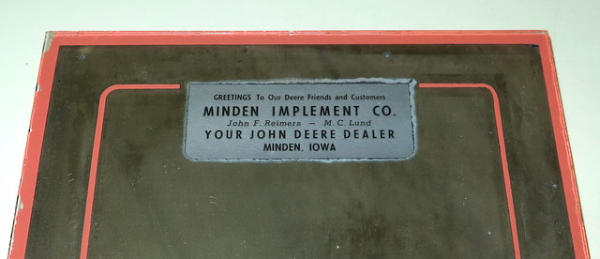 GREETINGS To Our Deere Friends and Customers
MINDEN IMPLEMENT CO.
John F. Reimers — M. C. Lund
YOUR JOHN DEERE DEALER
MINDEN, IOWA